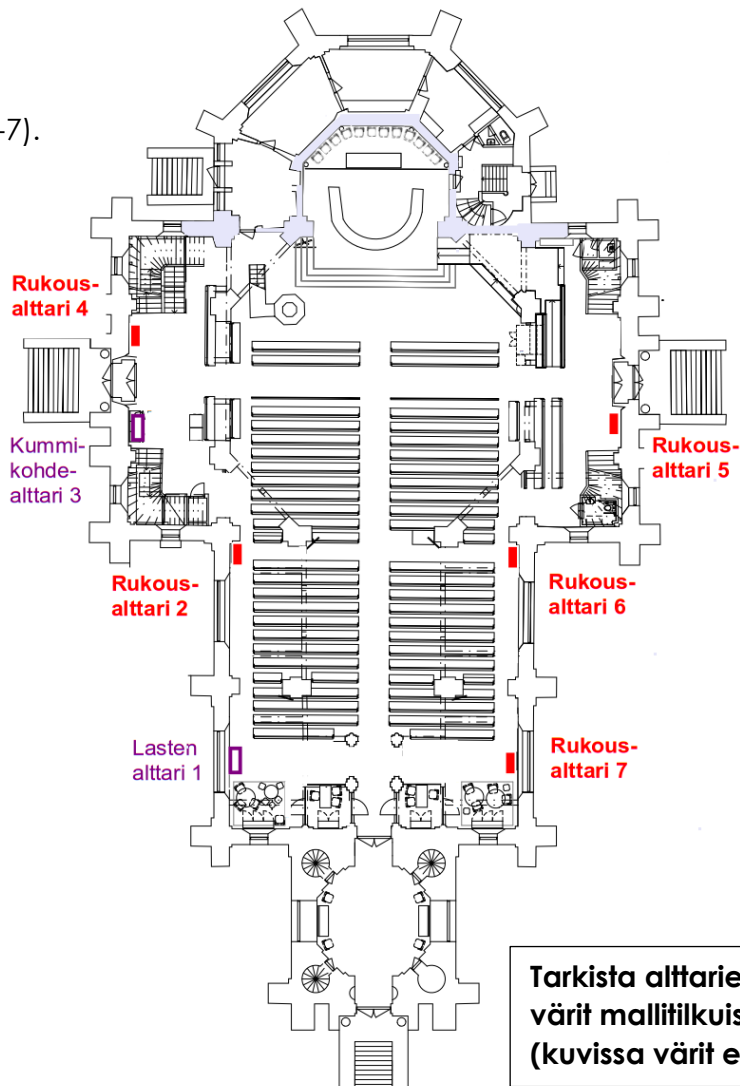 -7).
Rukous-
alttari 4
Kummi-
kohde-
alttari 3
Rukous-
alttari 5
Rukous-
alttari 2
Rukous-
alttari 6
Lasten
alttari 1
Rukous-
alttari 7
Tarkista alttarie
värit mallitilkuis
(kuvissa värit e